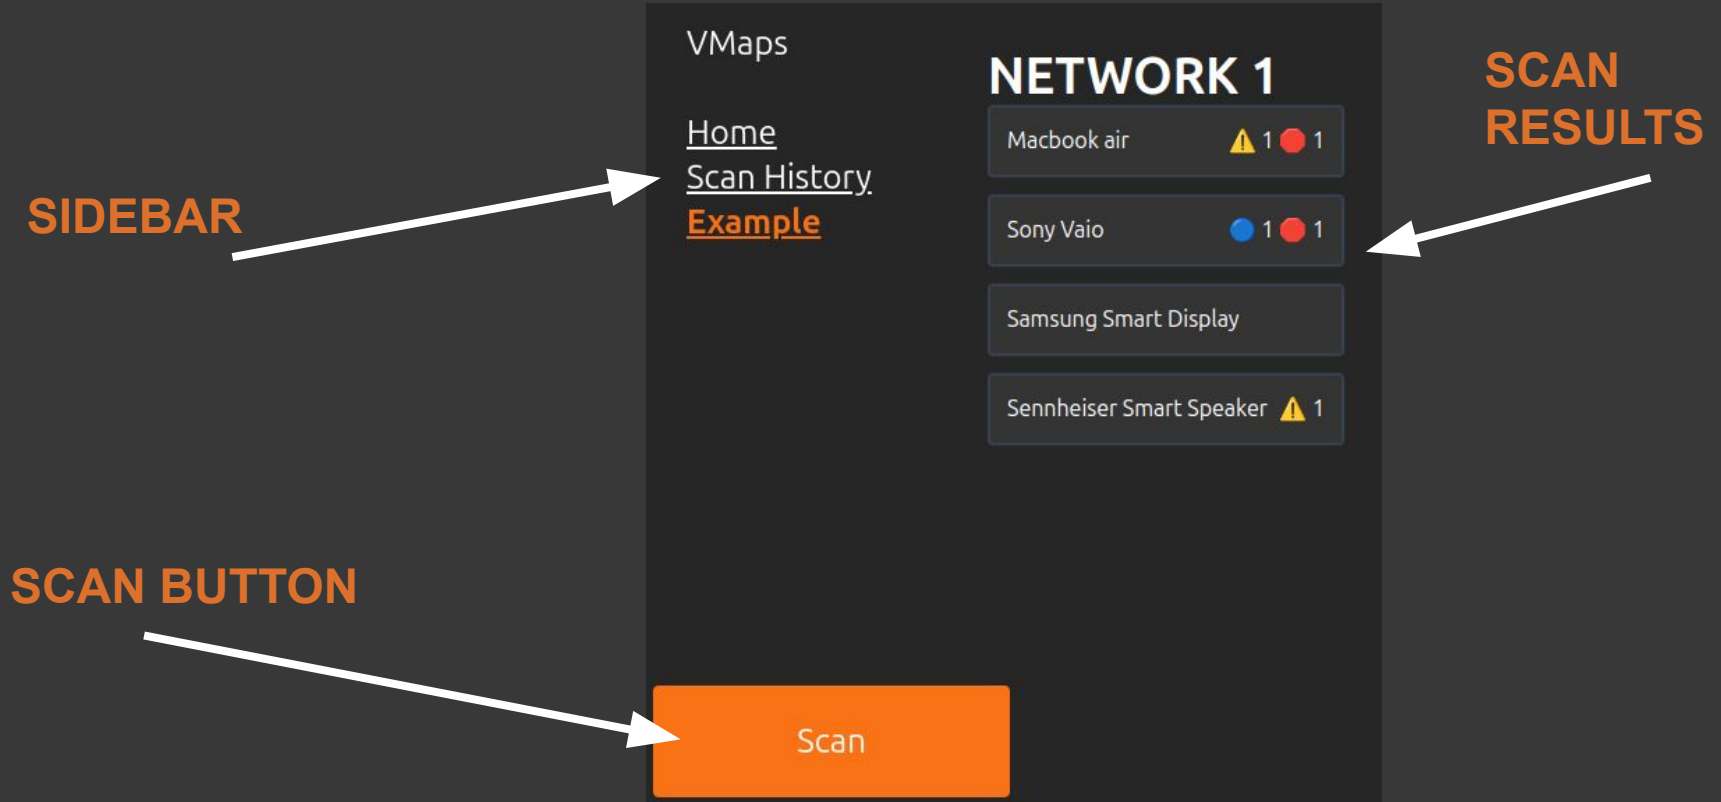 VMaps
Home
Scan History
Example
NETWORK 1
Macbook air ⚠️ 1 🛑 1
Sony Vaio 🔵 1 🛑 1
Samsung Smart Display
Sennheiser Smart Speaker ⚠️ 1
SCAN
RESULTS
SIDEBAR
SCAN BUTTON
Scan